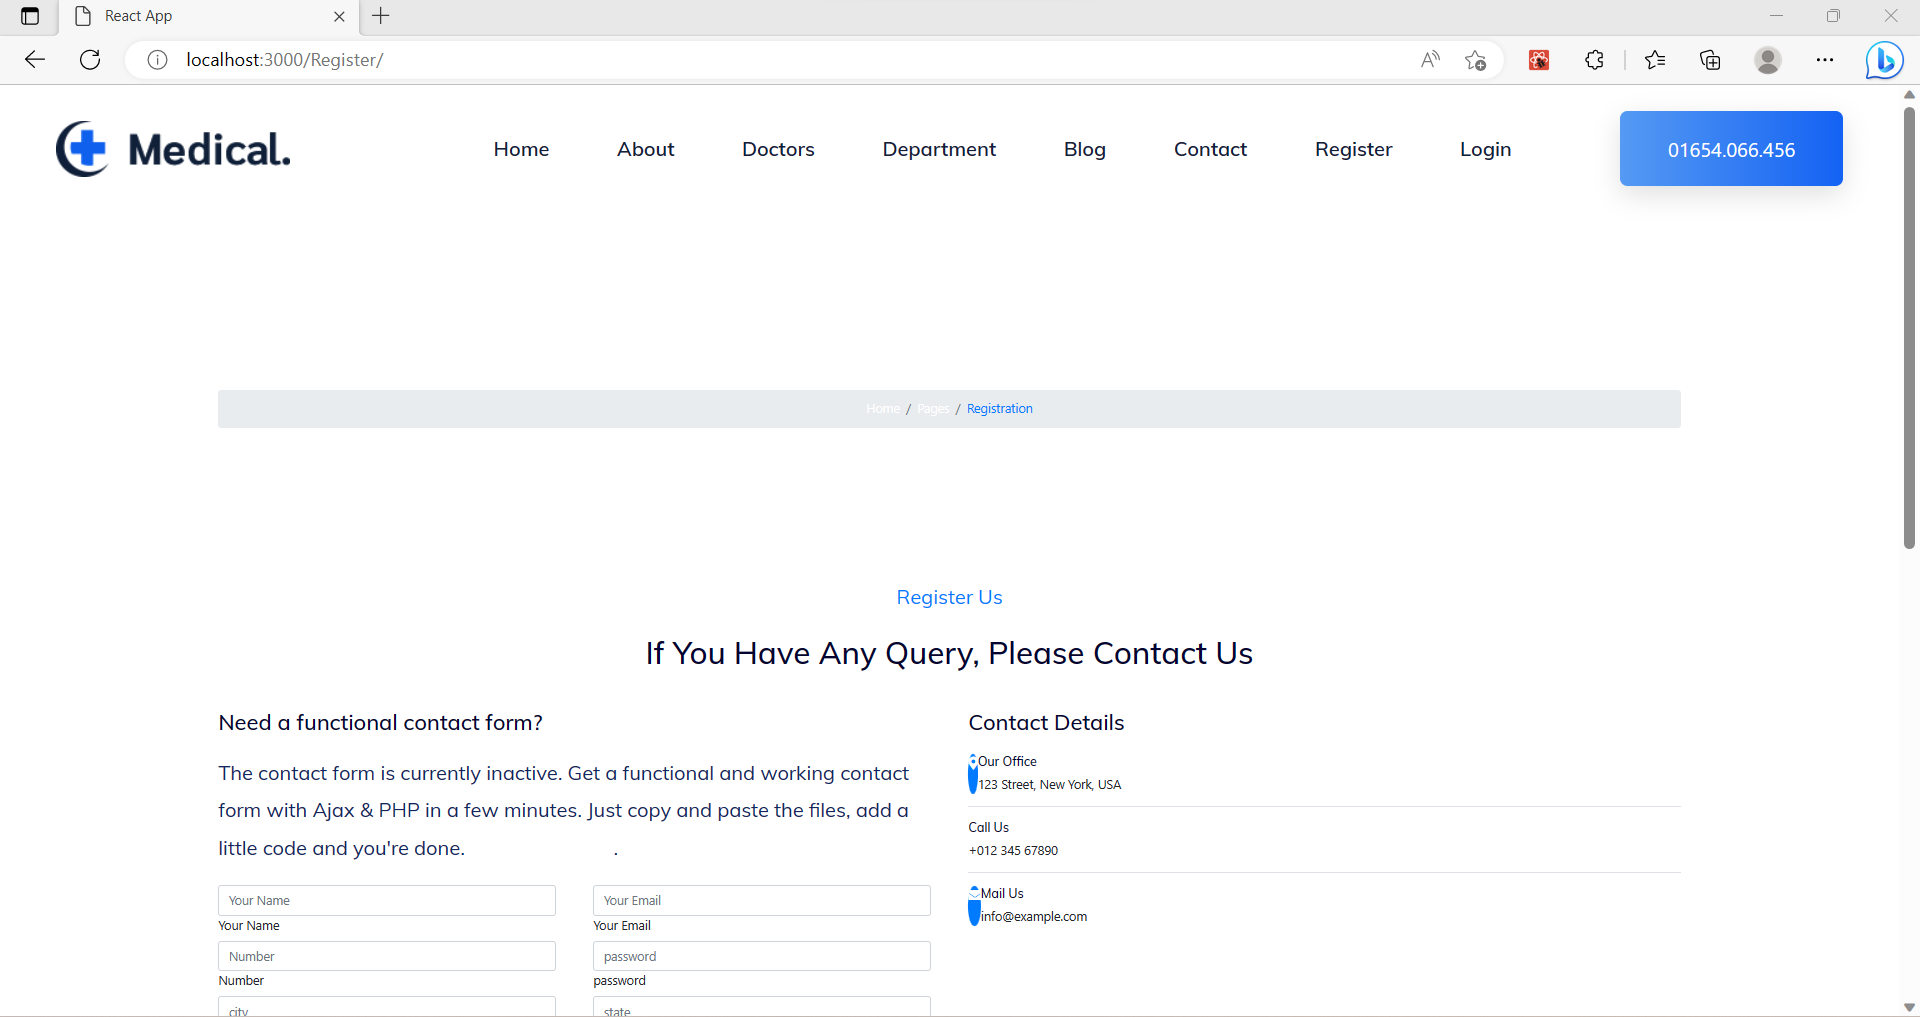 React App
localhost:3000/Register/
Medical.
Home About Doctors Department Blog Contact Register Login
01654.066.456
Home / Pages / Registration
Register Us
If You Have Any Query, Please Contact Us
Need a functional contact form?
The contact form is currently inactive. Get a functional and working contact
form with Ajax & PHP in a few minutes. Just copy and paste the files, add a
little code and you're done. .
Your Name
Your Email
Your Name
Your Email
Number
password
Number
password
city
state
Contact Details
Our Office
123 Street, New York, USA
Call Us
+012 345 67890
Mail Us
info@example.com